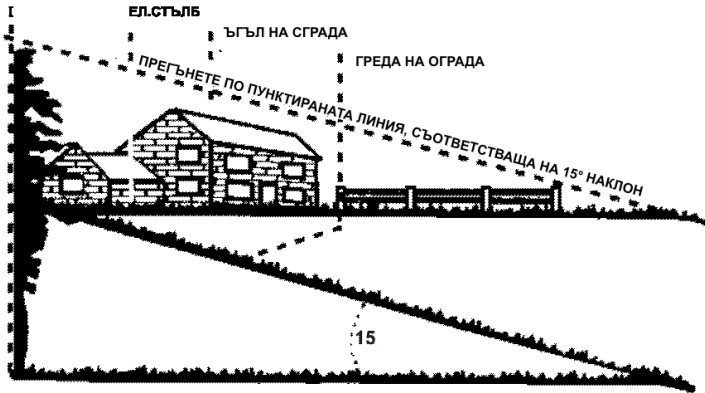 I
ЕЛ.СТЪЛБ
ЪГЪЛ НА СГРАДА
ГРЕДА НА ОГРАДА
ПРЕГЪНЕТЕ ПО ПУНКТИРАНАТА ЛИНИЯ, СЪОТВЕТСТВАЩА НА 15° НАКЛОН
15